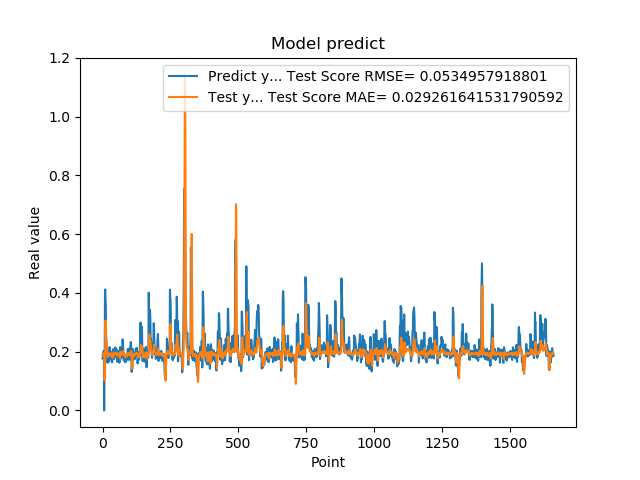 Model predict
Predict y... Test Score RMSE= 0.0534957918801
Test y... Test Score MAE= 0.029261641531790592
Real value
1.2
1.0
0.8
0.6
0.4
0.2
0.0
0 250 500 750 1000 1250 1500
Point